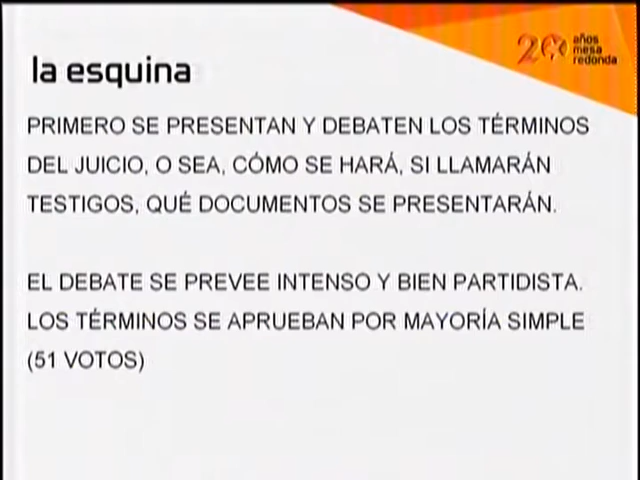 20 años
mesa
redonda
la esquina
PRIMERO SE PRESENTAN Y DEBATEN LOS TÉRMINOS
DEL JUICIO, O SEA, CÓMO SE HARÁ, SI LLAMARÁN
TESTIGOS, QUÉ DOCUMENTOS SE PRESENTARÁN.
EL DEBATE SE PREVEE INTENSO Y BIEN PARTIDISTA.
LOS TÉRMINOS SE APRUEBAN POR MAYORÍA SIMPLE
(51 VOTOS)